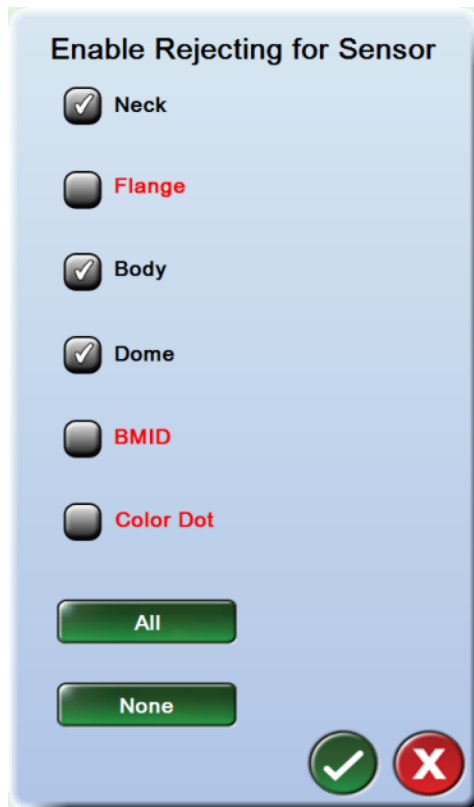 Enable Rejecting for Sensor
Neck
Flange
Body
Dome
BMID
Color Dot
All
None